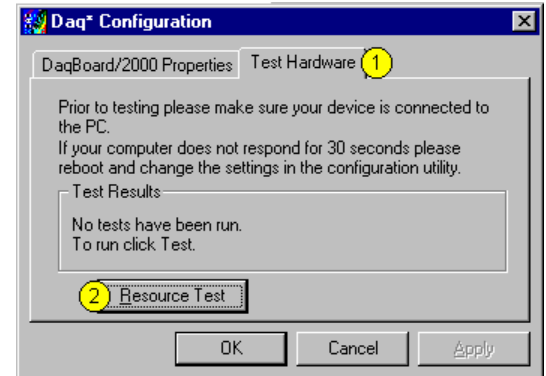 Daq* Configuration
DaqBoard/2000 Properties
Test Hardware
1
Prior to testing please make sure your device is connected to
the PC.
If your computer does not respond for 30 seconds please
reboot and change the settings in the configuration utility.
Test Results
No tests have been run.
To run click Test.
2
Resource Test
OK
Cancel
Apply